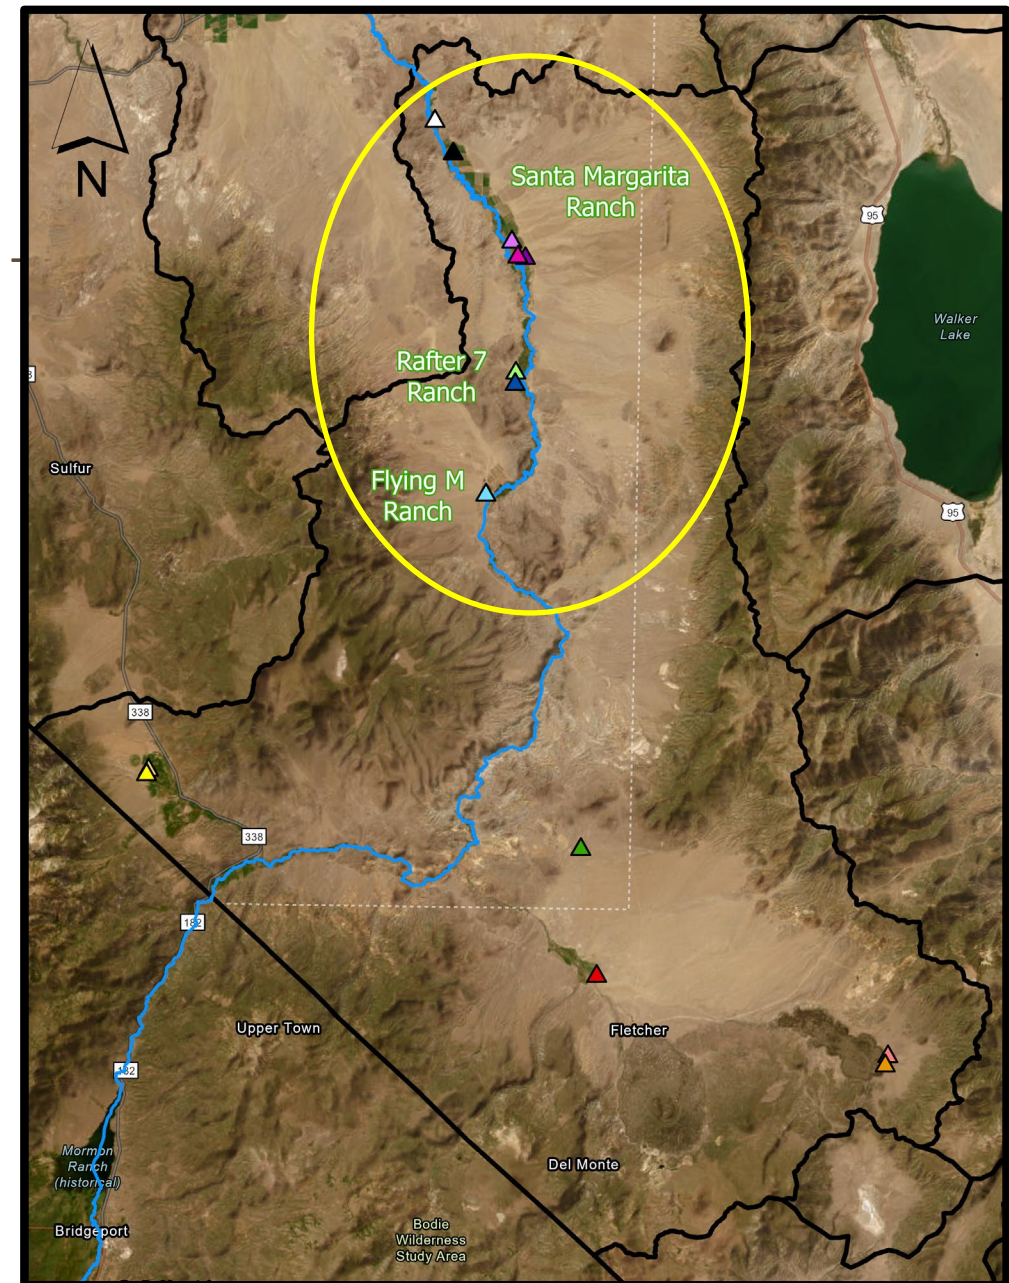 N
Santa Margarita
Ranch
95
Walker
Lake
Rafter 7
Ranch
Sulfur
Flying M
Ranch
95
338
338
182
Upper Town
Fletcher
182
Mormon
Ranch
(historical)
Del Monte
Bridgeport
Bodie
Wilderness
Study Area